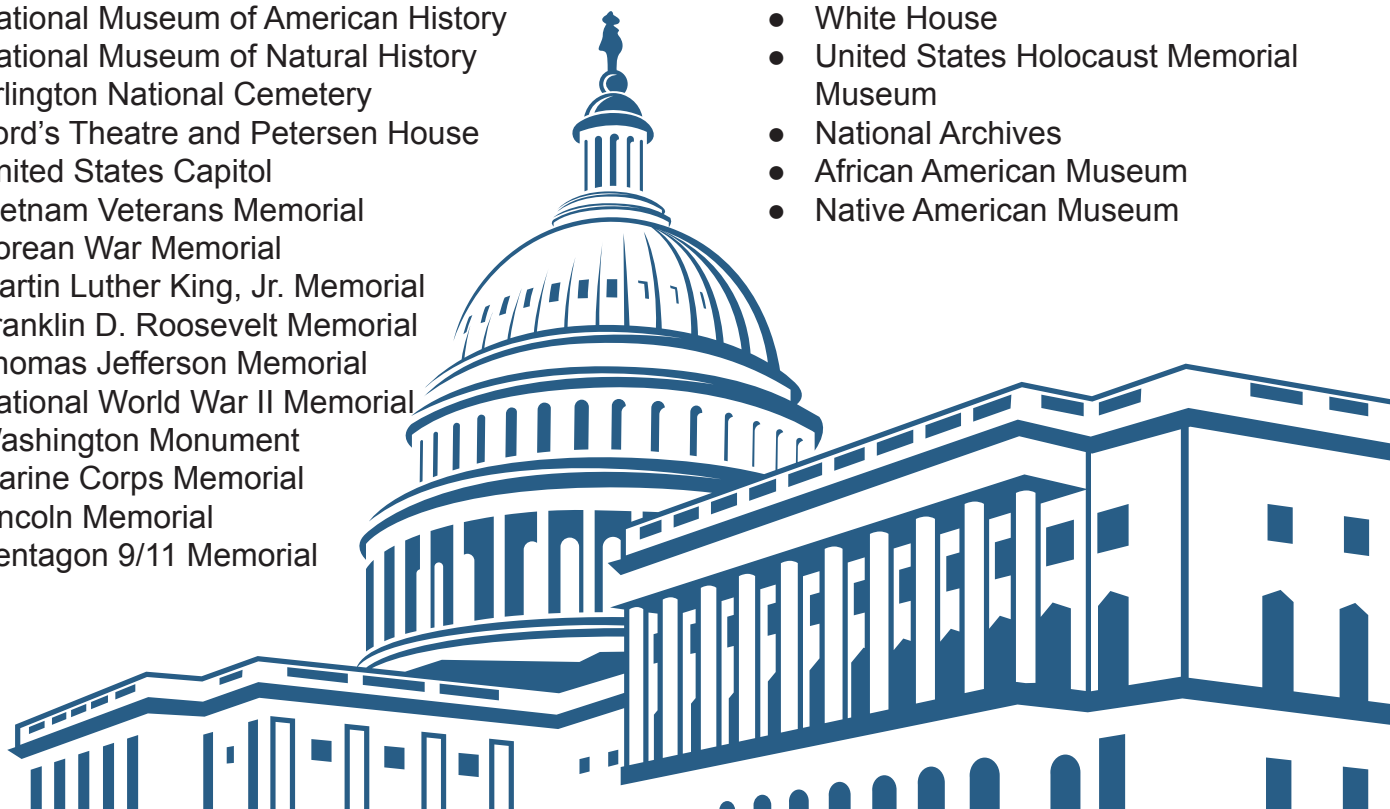 ational Museum of American History
ational Museum of Natural History
rlington National Cemetery
ord’s Theatre and Petersen House
nited States Capitol
etnam Veterans Memorial
orean War Memorial
artin Luther King, Jr. Memorial
ranklin D. Roosevelt Memorial
homas Jefferson Memorial
ational World War II Memorial
Washington Monument
arine Corps Memorial
ncoln Memorial
entagon 9/11 Memorial
● White House
● United States Holocaust Memorial
Museum
● National Archives
● African American Museum
● Native American Museum